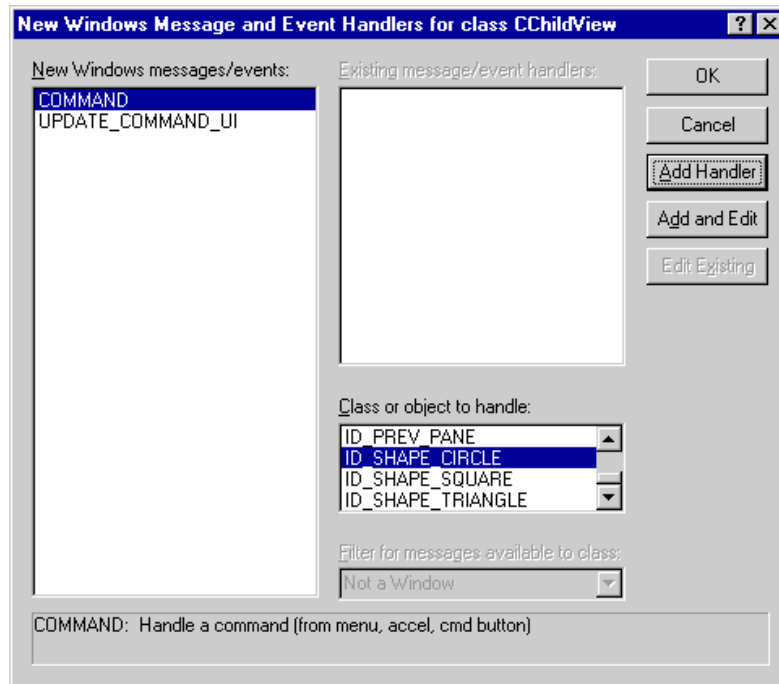 New Windows Message and Event Handlers for class CChildView
New Windows messages/events:
COMMAND
UPDATE_COMMAND_UI
Existing message/event handlers:
Class or object to handle:
ID_PREV_PANE
ID_SHAPE_CIRCLE
ID_SHAPE_SQUARE
ID_SHAPE_TRIANGLE
Filter for messages available to class:
Not a Window
OK
Cancel
Add Handler
Add and Edit
Edit Existing
COMMAND: Handle a command (from menu, accel, cmd button)